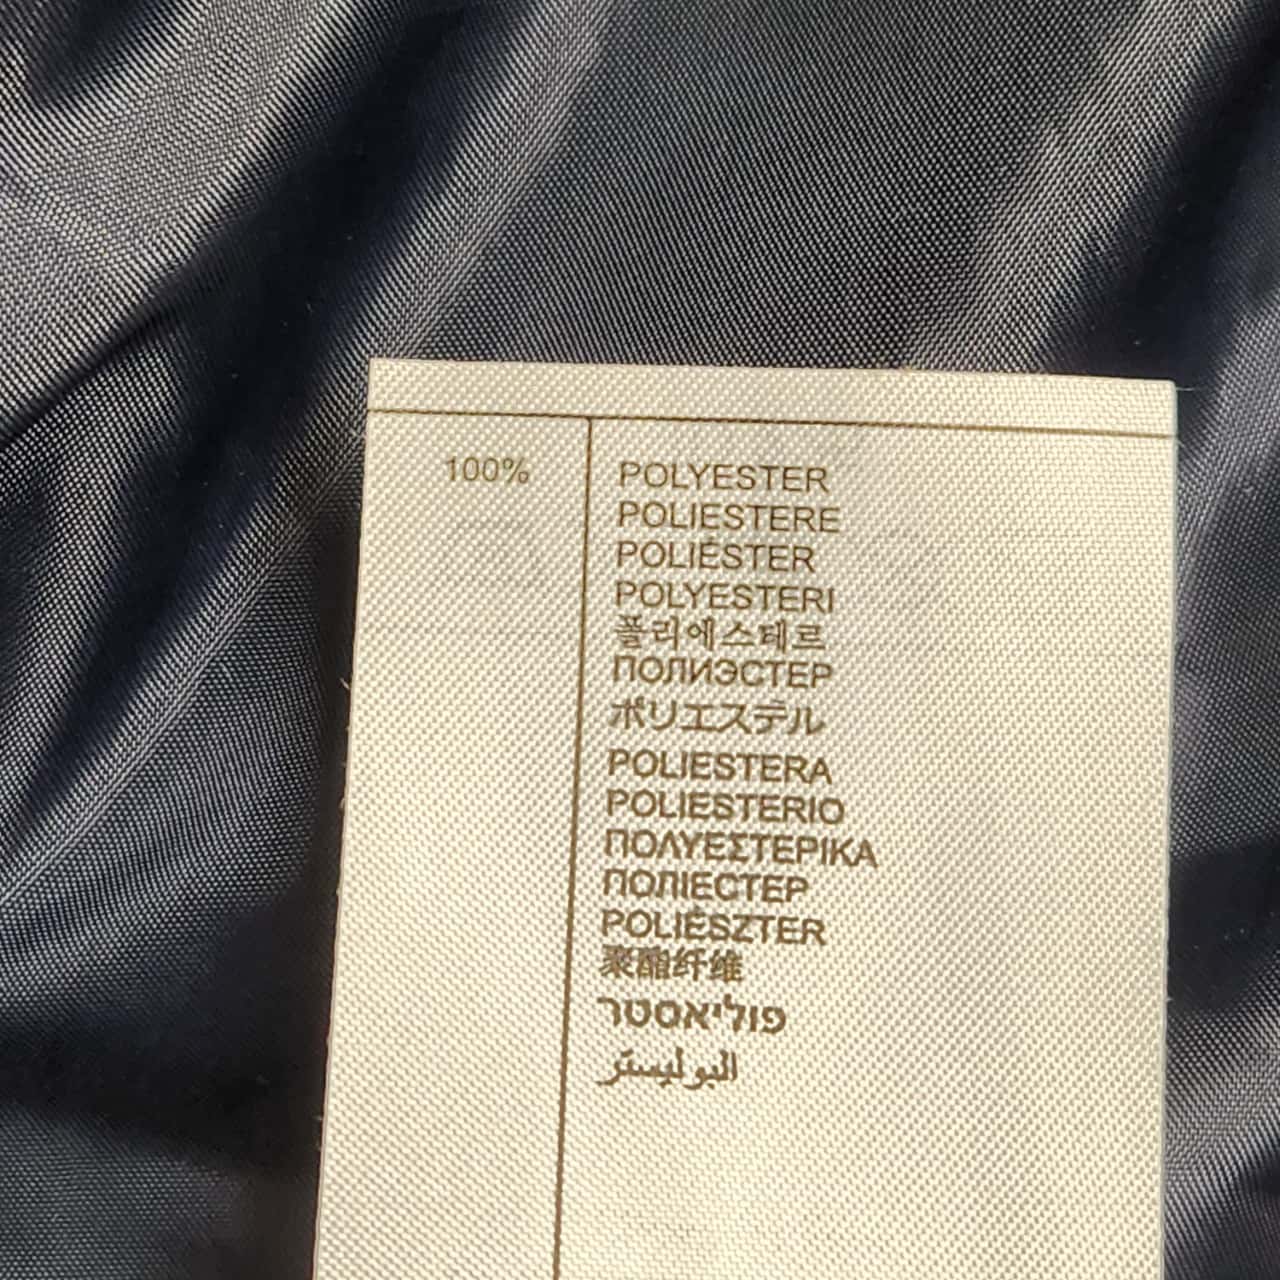 100% POLYESTER
POLIESTERE
POLIÉSTER
POLYESTERI
폴리에스테르
ПОЛИЭСТЕР
ポリエステル
POLIESTERA
POLIESTERIO
ΠΟΛΥΕΣΤΕΡΙΚΑ
ПОЛІЕСТЕР
POLIÉSZTER
聚酯纤维
פוליאסטר
البوليستر